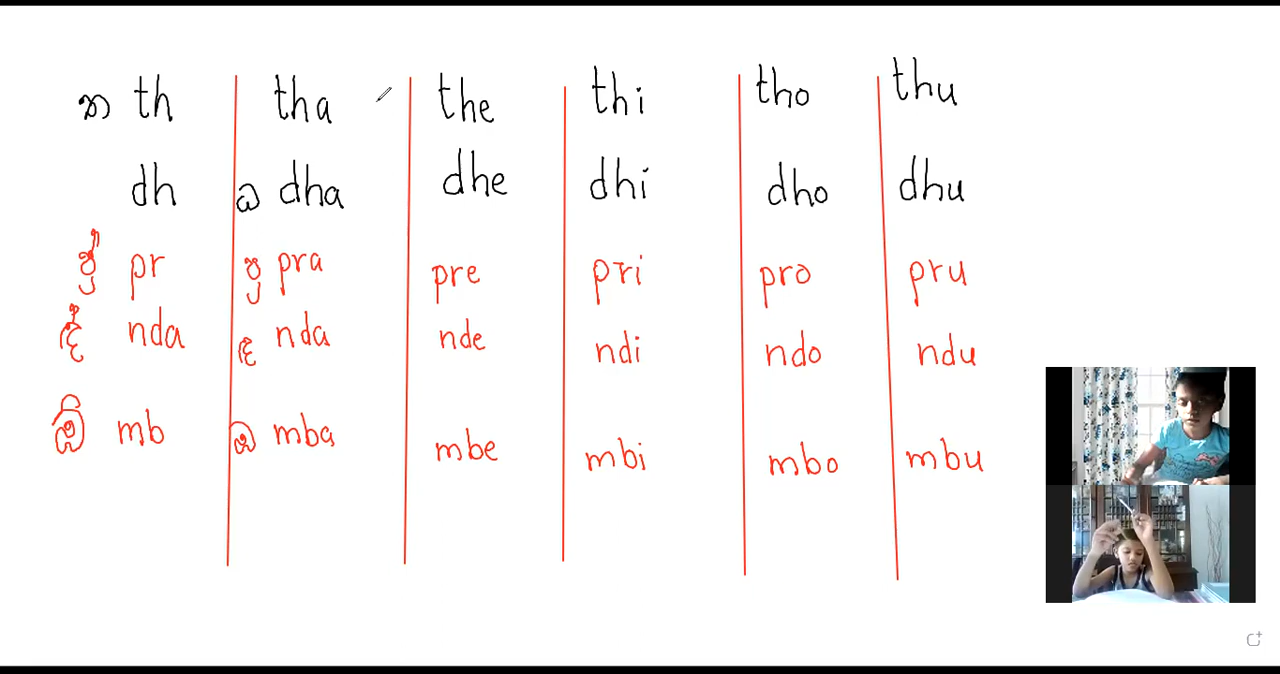 ත th tha the thi tho thu
dh ඩ dha dhe dhi dho dhu
ප්‍ර් pr ප්‍ර pra pre pri pro pru
ඳ් nda ඳ nda nde ndi ndo ndu
ඹ් mb ඹ mba mbe mbi mbo mbu